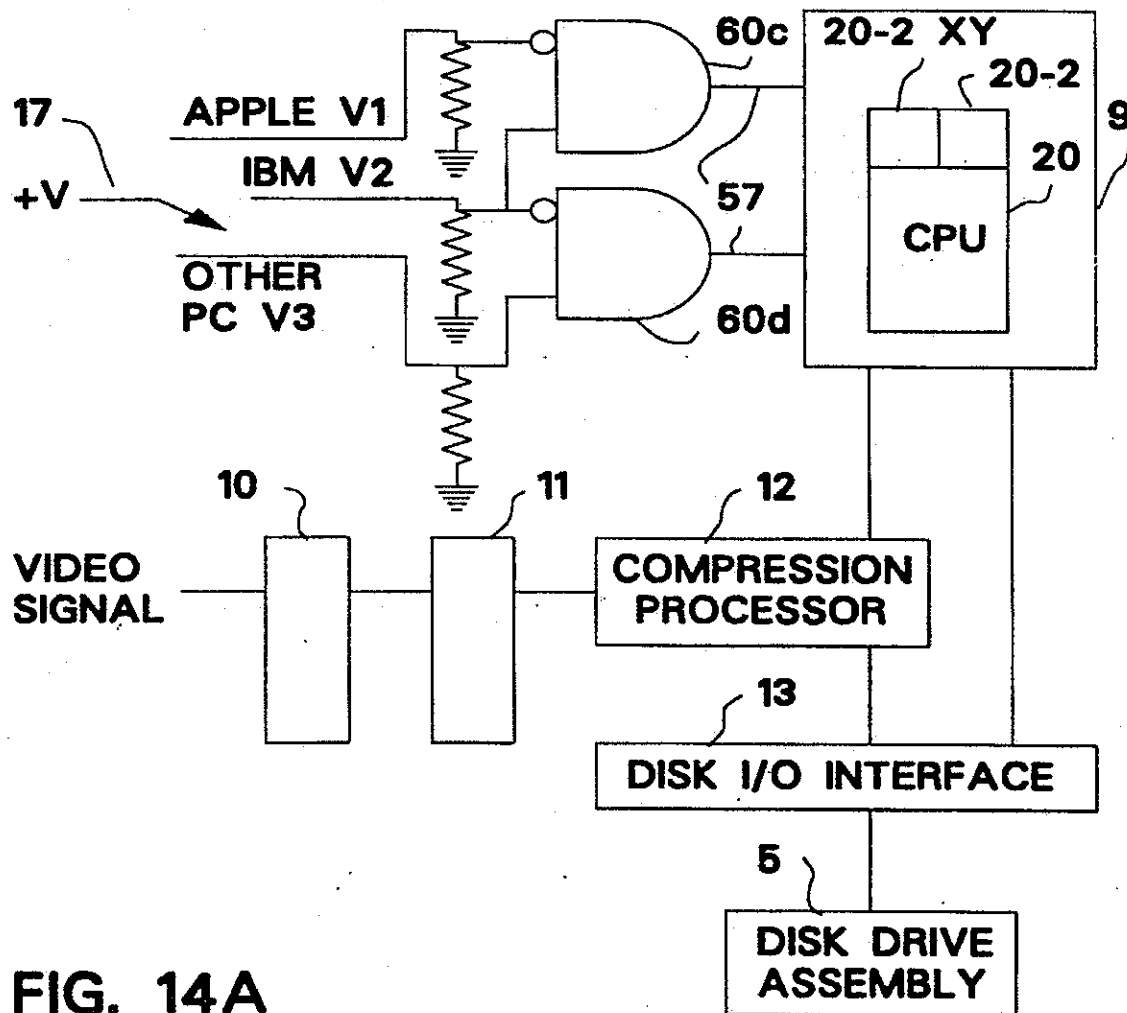 60c
20-2 XY
20-2
17
APPLE V1
9
IBM V2
20
+V
57
CPU
OTHER
PC V3
60d
10
11
12
VIDEO
SIGNAL
COMPRESSION
PROCESSOR
13
DISK I/O INTERFACE
5
DISK DRIVE
ASSEMBLY
FIG. 14A